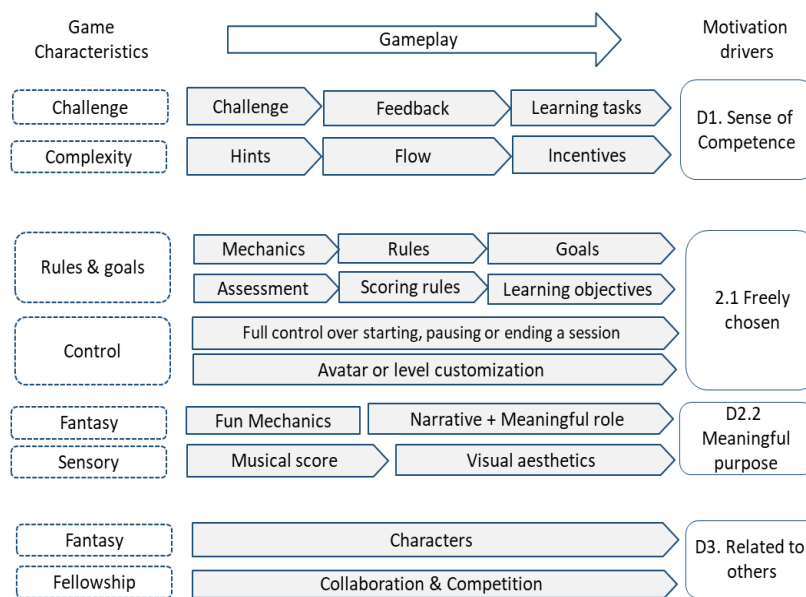 Game
Characteristics
Gameplay
Motivation
drivers
Challenge
Challenge
Feedback
Learning tasks
D1. Sense of
Competence
Complexity
Hints
Flow
Incentives
Rules & goals
Mechanics
Rules
Goals
Assessment
Scoring rules
Learning objectives
2.1 Freely
chosen
Control
Full control over starting, pausing or ending a session
Avatar or level customization
Fantasy
Fun Mechanics
Narrative + Meaningful role
D2.2
Meaningful
purpose
Sensory
Musical score
Visual aesthetics
Fantasy
Characters
D3. Related to
others
Fellowship
Collaboration & Competition